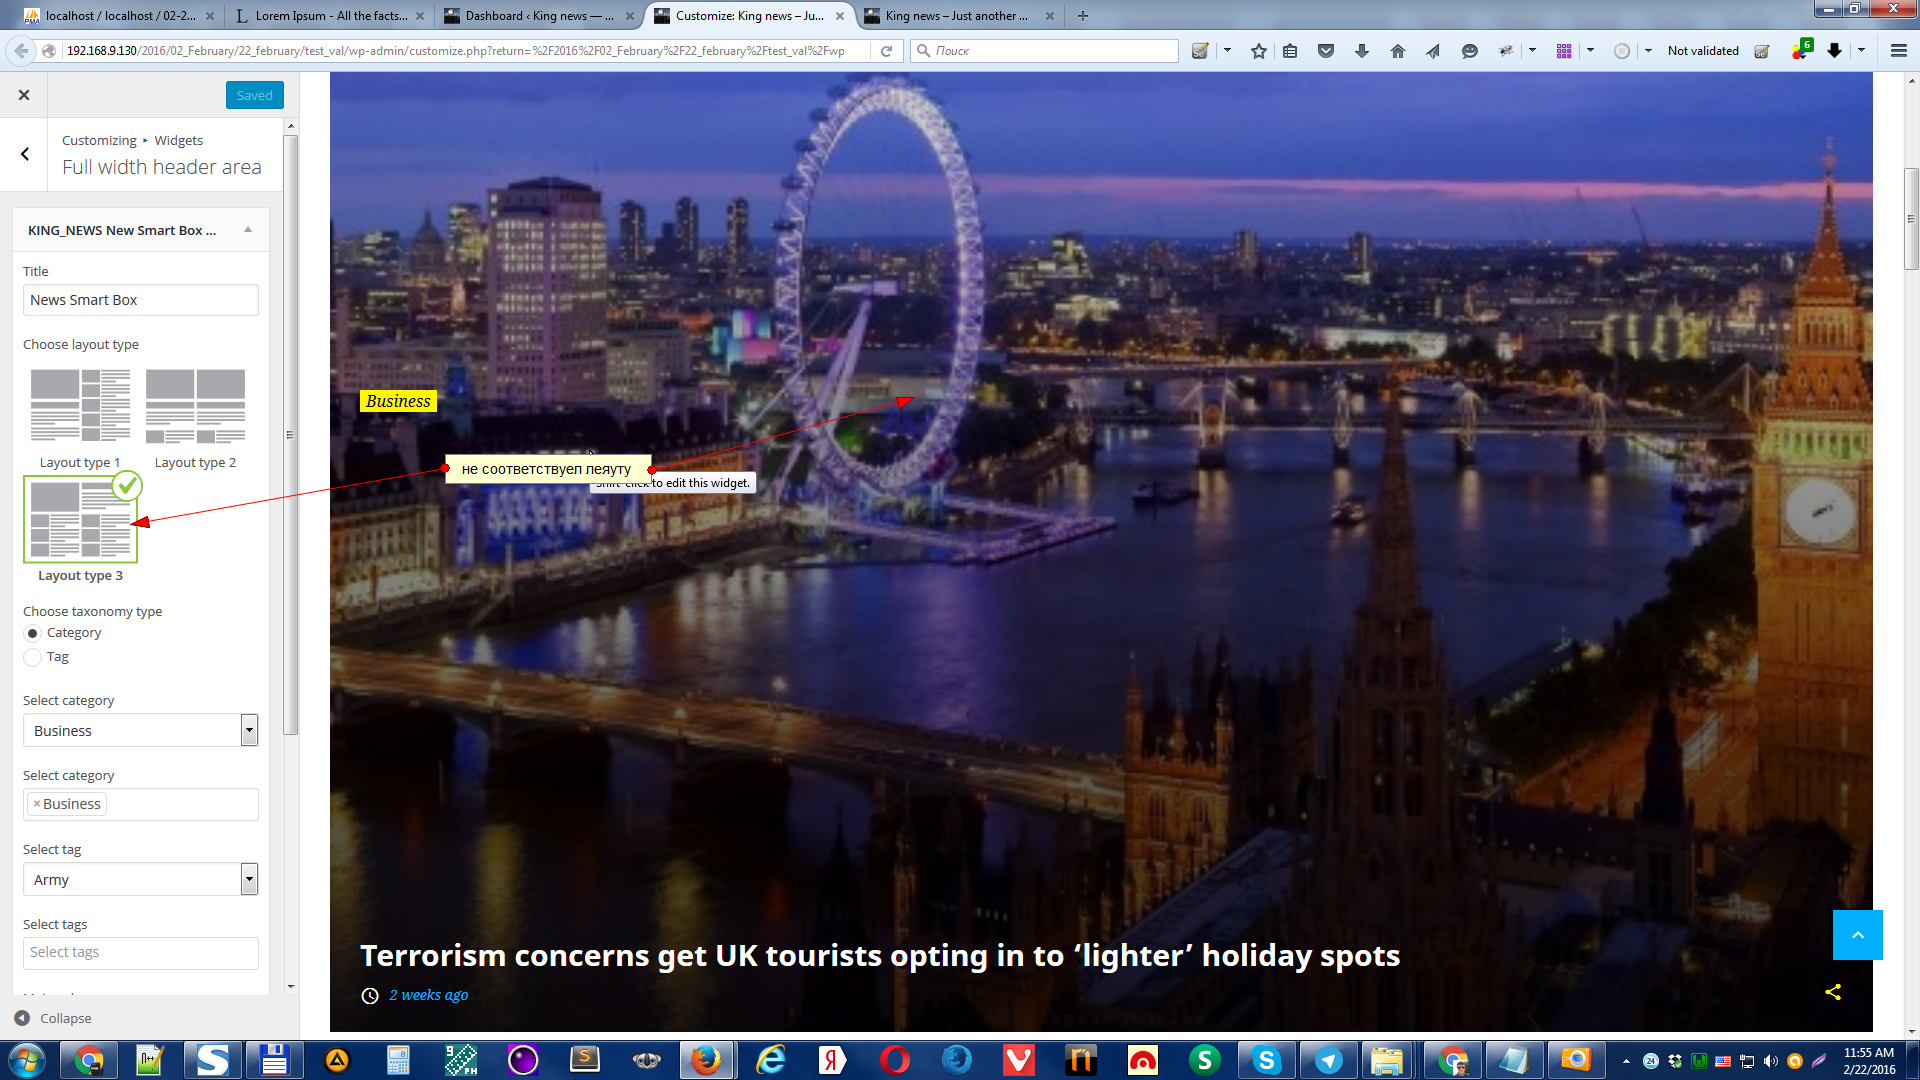 localhost / localhost / 02-2...
Lorem Ipsum - All the facts...
Dashboard ‹ King news — ...
Customize: King news – Ju...
King news – Just another ...
192.168.9.130/2016/02_February/22_february/test_val/wp-admin/customize.php?return=%2F2016%2F02_February%2F22_february%2Ftest_val%2Fwp
Поиск
Not validated
6
Saved
Customizing ▸ Widgets
Full width header area
KING_NEWS New Smart Box ...
Title
News Smart Box
Choose layout type
Layout type 1
Layout type 2
Layout type 3
Choose taxonomy type
Category
Tag
Select category
Business
Select category
×Business
Select tag
Army
Select tags
Select tags
Collapse
Business
не соответствуел леяуту
Shift-click to edit this widget.
Terrorism concerns get UK tourists opting in to ‘lighter’ holiday spots
2 weeks ago
11:55 AM
2/22/2016